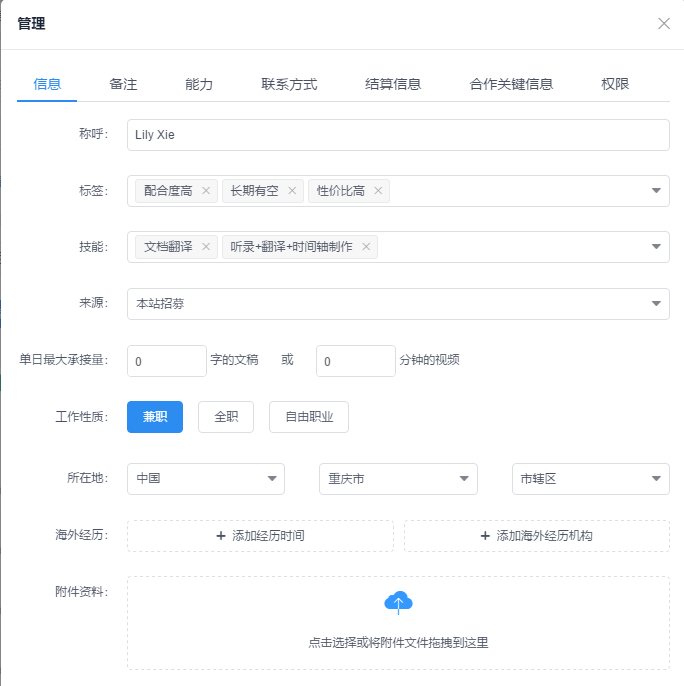 管理
信息 备注 能力 联系方式 结算信息 合作关键信息 权限
称呼： Lily Xie
标签： 配合度高 长期有空 性价比高
技能： 文档翻译 听录+翻译+时间轴制作
来源： 本站招募
单日最大承接量： 0 字的文稿 或 0 分钟的视频
工作性质： 兼职 全职 自由职业
所在地： 中国 重庆市 市辖区
海外经历： + 添加经历时间 + 添加海外经历机构
附件资料：
点击选择或将附件文件拖拽到这里